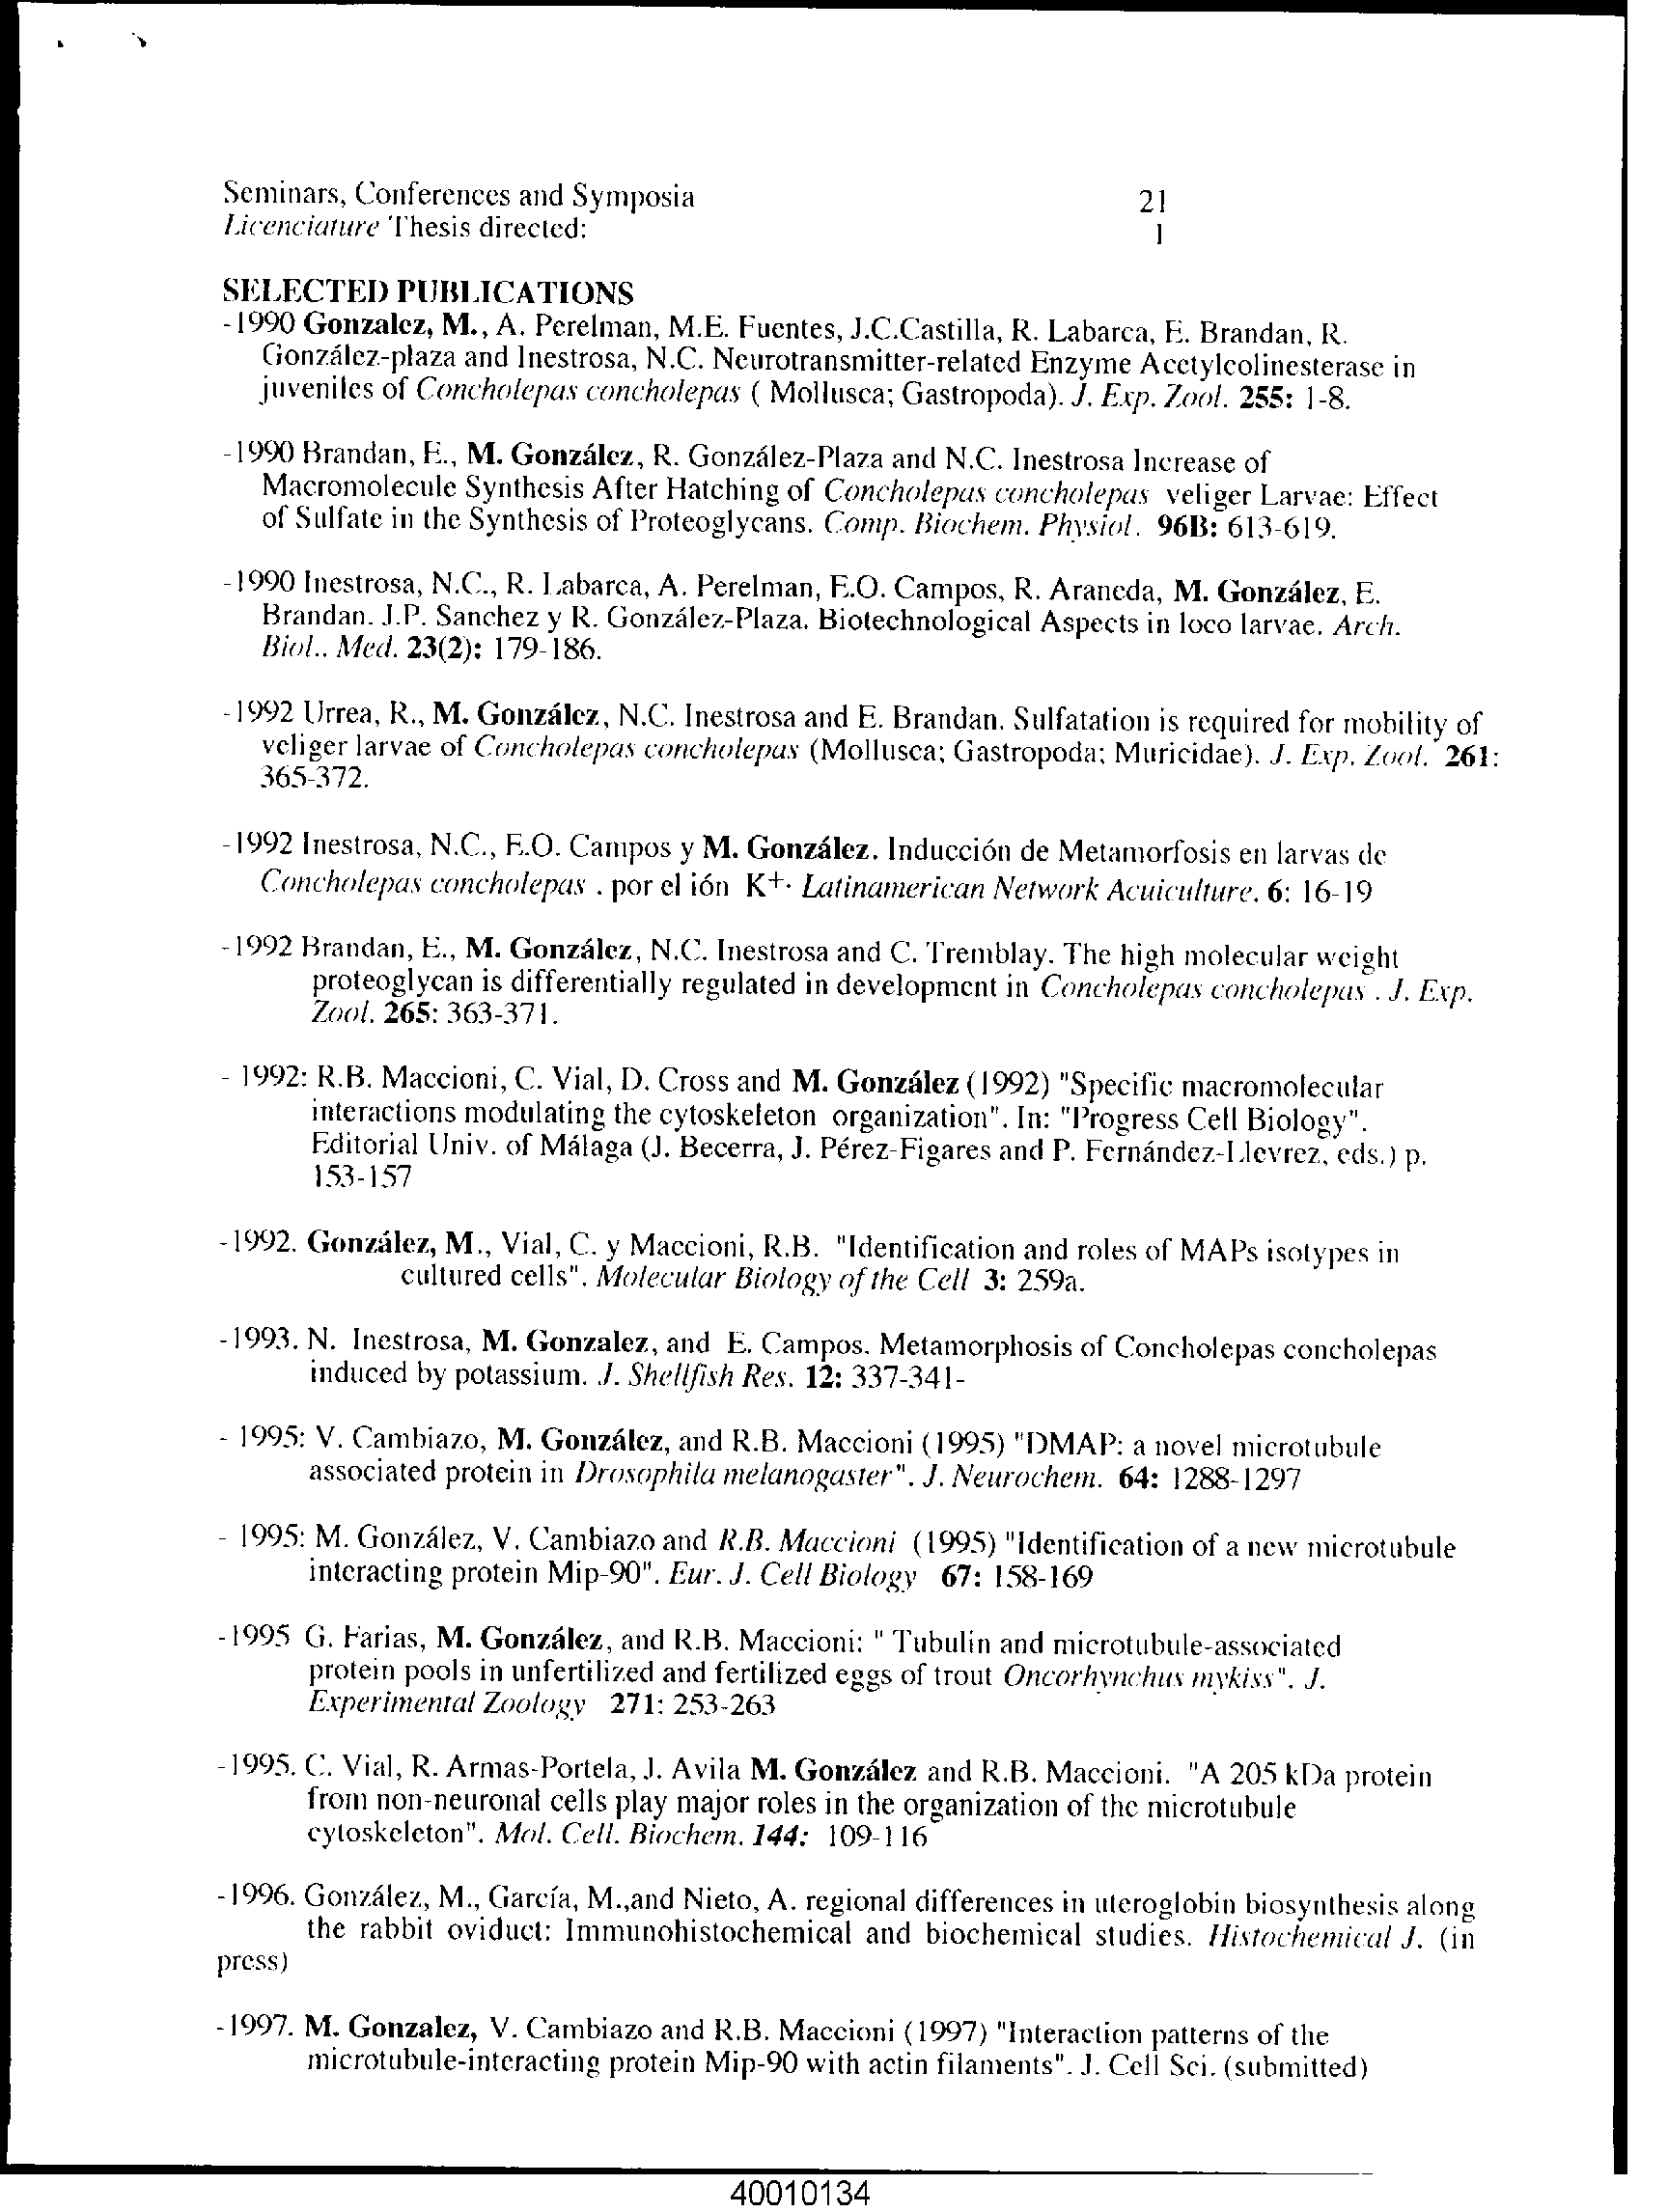 Seminars, Conferences and Symposia 21
Licenciature Thesis directed: 1
SELECTED PUBLICATIONS
-1990 Gonzalez, M., A. Perelman, M.E. Fuentes, J.C.Castilla, R. Labarca, E. Brandan, R.
González-plaza and Inestrosa, N.C. Neurotransmitter-related Enzyme Acetylcolinesterase in
juveniles of Concholepas concholepas ( Mollusca; Gastropoda). J. Exp. Zool. 255: 1-8.
-1990 Brandan, E., M. González, R. González-Plaza and N.C. Inestrosa Increase of
Macromolecule Synthesis After Hatching of Concholepas concholepas veliger Larvae: Effect
of Sulfate in the Synthesis of Proteoglycans. Comp. Biochem. Physiol. 96B: 613-619.
-1990 Inestrosa, N.C., R. Labarca, A. Perelman, E.O. Campos, R. Araneda, M. González, E.
Brandan. J.P. Sanchez y R. González-Plaza. Biotechnological Aspects in loco larvae. Arch.
Biol.. Med. 23(2): 179-186.
-1992 Urrea, R., M. González, N.C. Inestrosa and E. Brandan. Sulfatation is required for mobility of
veliger larvae of Concholepas concholepas (Mollusca; Gastropoda; Muricidae). J. Exp. Zool. 261:
365-372.
-1992 Inestrosa, N.C., E.O. Campos y M. González. Inducción de Metamorfosis en larvas de
Concholepas concholepas . por el ión K+. Latinamerican Network Acuiculture. 6: 16-19
-1992 Brandan, E., M. González, N.C. Inestrosa and C. Tremblay. The high molecular weight
proteoglycan is differentially regulated in development in Concholepas concholepas . J. Exp.
Zool. 265: 363-371.
- 1992: R.B. Maccioni, C. Vial, D. Cross and M. González (1992) "Specific macromolecular
interactions modulating the cytoskeleton organization". In: "Progress Cell Biology".
Editorial Univ. of Málaga (J. Becerra, J. Pérez-Figares and P. Fernández-Llevrez, eds.) p.
153-157
-1992. González, M., Vial, C. y Maccioni, R.B. "Identification and roles of MAPs isotypes in
cultured cells". Molecular Biology of the Cell 3: 259a.
-1993. N. Inestrosa, M. Gonzalez, and E. Campos. Metamorphosis of Concholepas concholepas
induced by potassium. J. Shellfish Res. 12: 337-341-
- 1995: V. Cambiazo, M. González, and R.B. Maccioni (1995) "DMAP: a novel microtubule
associated protein in Drosophila melanogaster". J. Neurochem. 64: 1288-1297
- 1995: M. González, V. Cambiazo and R.B. Maccioni (1995) "Identification of a new microtubule
interacting protein Mip-90". Eur. J. Cell Biology 67: 158-169
-1995 G. Farias, M. González, and R.B. Maccioni: " Tubulin and microtubule-associated
protein pools in unfertilized and fertilized eggs of trout Oncorhynchus mykiss". J.
Experimental Zoology 271: 253-263
-1995. C. Vial, R. Armas-Portela, J. Avila M. González and R.B. Maccioni. "A 205 kDa protein
from non-neuronal cells play major roles in the organization of the microtubule
cytoskeleton". Mol. Cell. Biochem. 144: 109-116
-1996. González, M., García, M.,and Nieto, A. regional differences in uteroglobin biosynthesis along
the rabbit oviduct: Immunohistochemical and biochemical studies. Histochemical J. (in
press)
-1997. M. Gonzalez, V. Cambiazo and R.B. Maccioni (1997) "Interaction patterns of the
microtubule-interacting protein Mip-90 with actin filaments". J. Cell Sci. (submitted)
40010134